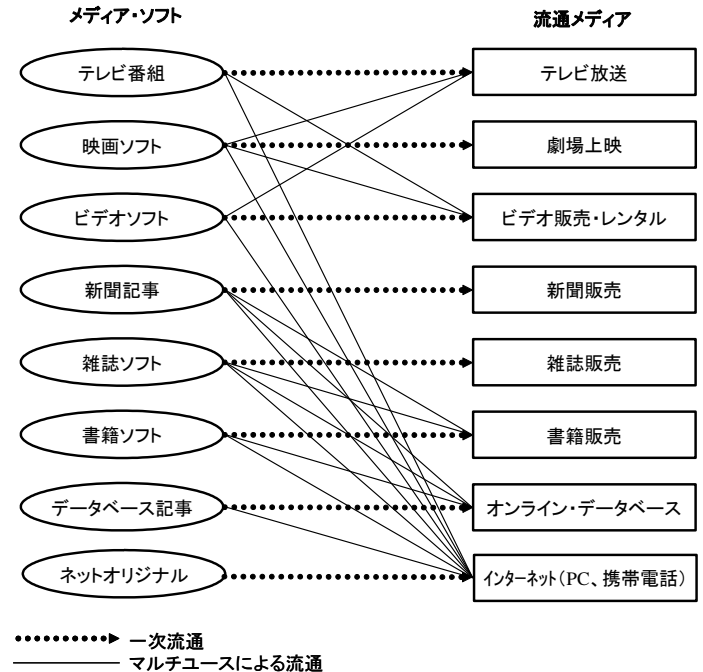 メディア・ソフト 流通メディア
テレビ番組 テレビ放送
映画ソフト 劇場上映
ビデオソフト ビデオ販売・レンタル
新聞記事 新聞販売
雑誌ソフト 雑誌販売
書籍ソフト 書籍販売
データベース記事 オンライン・データベース
ネットオリジナル インターネット（PC、携帯電話）
一次流通
マルチユースによる流通